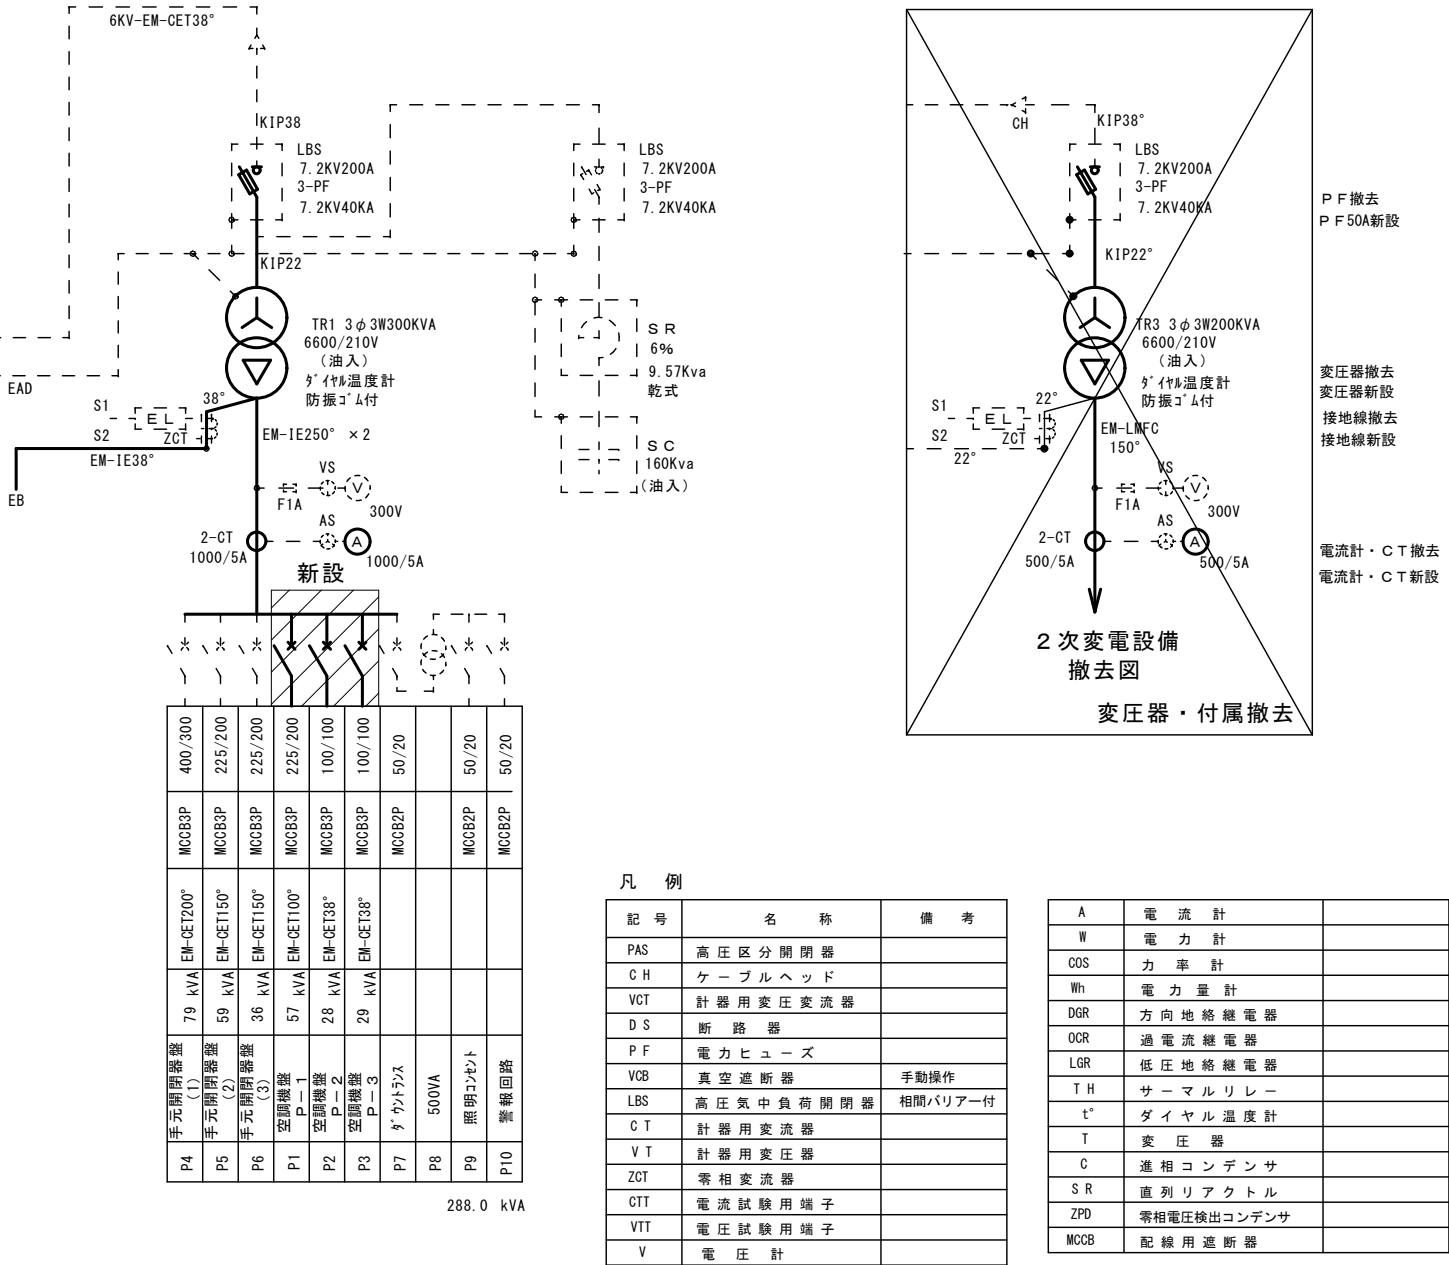 6KV-EM-CET38°
KIP38
LBS
7.2KV200A
3-PF
7.2KV40KA
KIP22
TR1 3φ3W300KVA
6600/210V
(油入)
ﾀﾞｲﾔﾙ温度計
防振ｺﾞﾑ付
EAD
S1
EL
38°
S2
ZCT
EM-IE38°
EB
EM-IE250° ×2
VS
V
F1A
300V
2-CT
AS
A
1000/5A
1000/5A
新設
LBS
7.2KV200A
3-PF
7.2KV40KA
SR
6%
9.57Kva
乾式
SC
160Kva
(油入)
CH
KIP38°
LBS
7.2KV200A
3-PF
7.2KV40KA
KIP22°
TR3 3φ3W200KVA
6600/210V
(油入)
ﾀﾞｲﾔﾙ温度計
防振ｺﾞﾑ付
S1
EL
22°
S2
ZCT
22°
EM-LMFC
150°
VS
V
F1A
300V
2-CT
AS
A
500/5A
500/5A
2次変電設備
撤去図
変圧器・付属撤去
PF撤去
PF50A新設
変圧器撤去
変圧器新設
接地線撤去
接地線新設
電流計・CT撤去
電流計・CT新設
400/300 225/200 225/200 225/200 100/100 100/100 50/20 50/20 50/20
MCCB3P MCCB3P MCCB3P MCCB3P MCCB3P MCCB3P MCCB2P MCCB2P MCCB2P
EM-CET200° EM-CET150° EM-CET150° EM-CET100° EM-CET38° EM-CET38°
79 kVA 59 kVA 36 kVA 57 kVA 28 kVA 29 kVA
手元開閉器盤(1) 手元開閉器盤(2) 手元開閉器盤(3) 空調機盤P-1 空調機盤P-2 空調機盤P-3 ﾀﾞｳﾝﾄﾗﾝｽ 500VA 照明ｺﾝｾﾝﾄ 警報回路
P4 P5 P6 P1 P2 P3 P7 P8 P9 P10
288.0 kVA
凡 例
記 号 名 称 備 考
PAS 高圧区分開閉器
CH ケーブルヘッド
VCT 計器用変圧変流器
DS 断路器
PF 電力ヒューズ
VCB 真空遮断器 手動操作
LBS 高圧気中負荷開閉器 相間バリアー付
CT 計器用変流器
VT 計器用変圧器
ZCT 零相変流器
CTT 電流試験用端子
VTT 電圧試験用端子
V 電圧計
A 電流計
W 電力計
COS 力率計
Wh 電力量計
DGR 方向地絡継電器
OCR 過電流継電器
LGR 低圧地絡継電器
TH サーマルリレー
t° ダイヤル温度計
T 変圧器
C 進相コンデンサ
SR 直列リアクトル
ZPD 零相電圧検出コンデンサ
MCCB 配線用遮断器